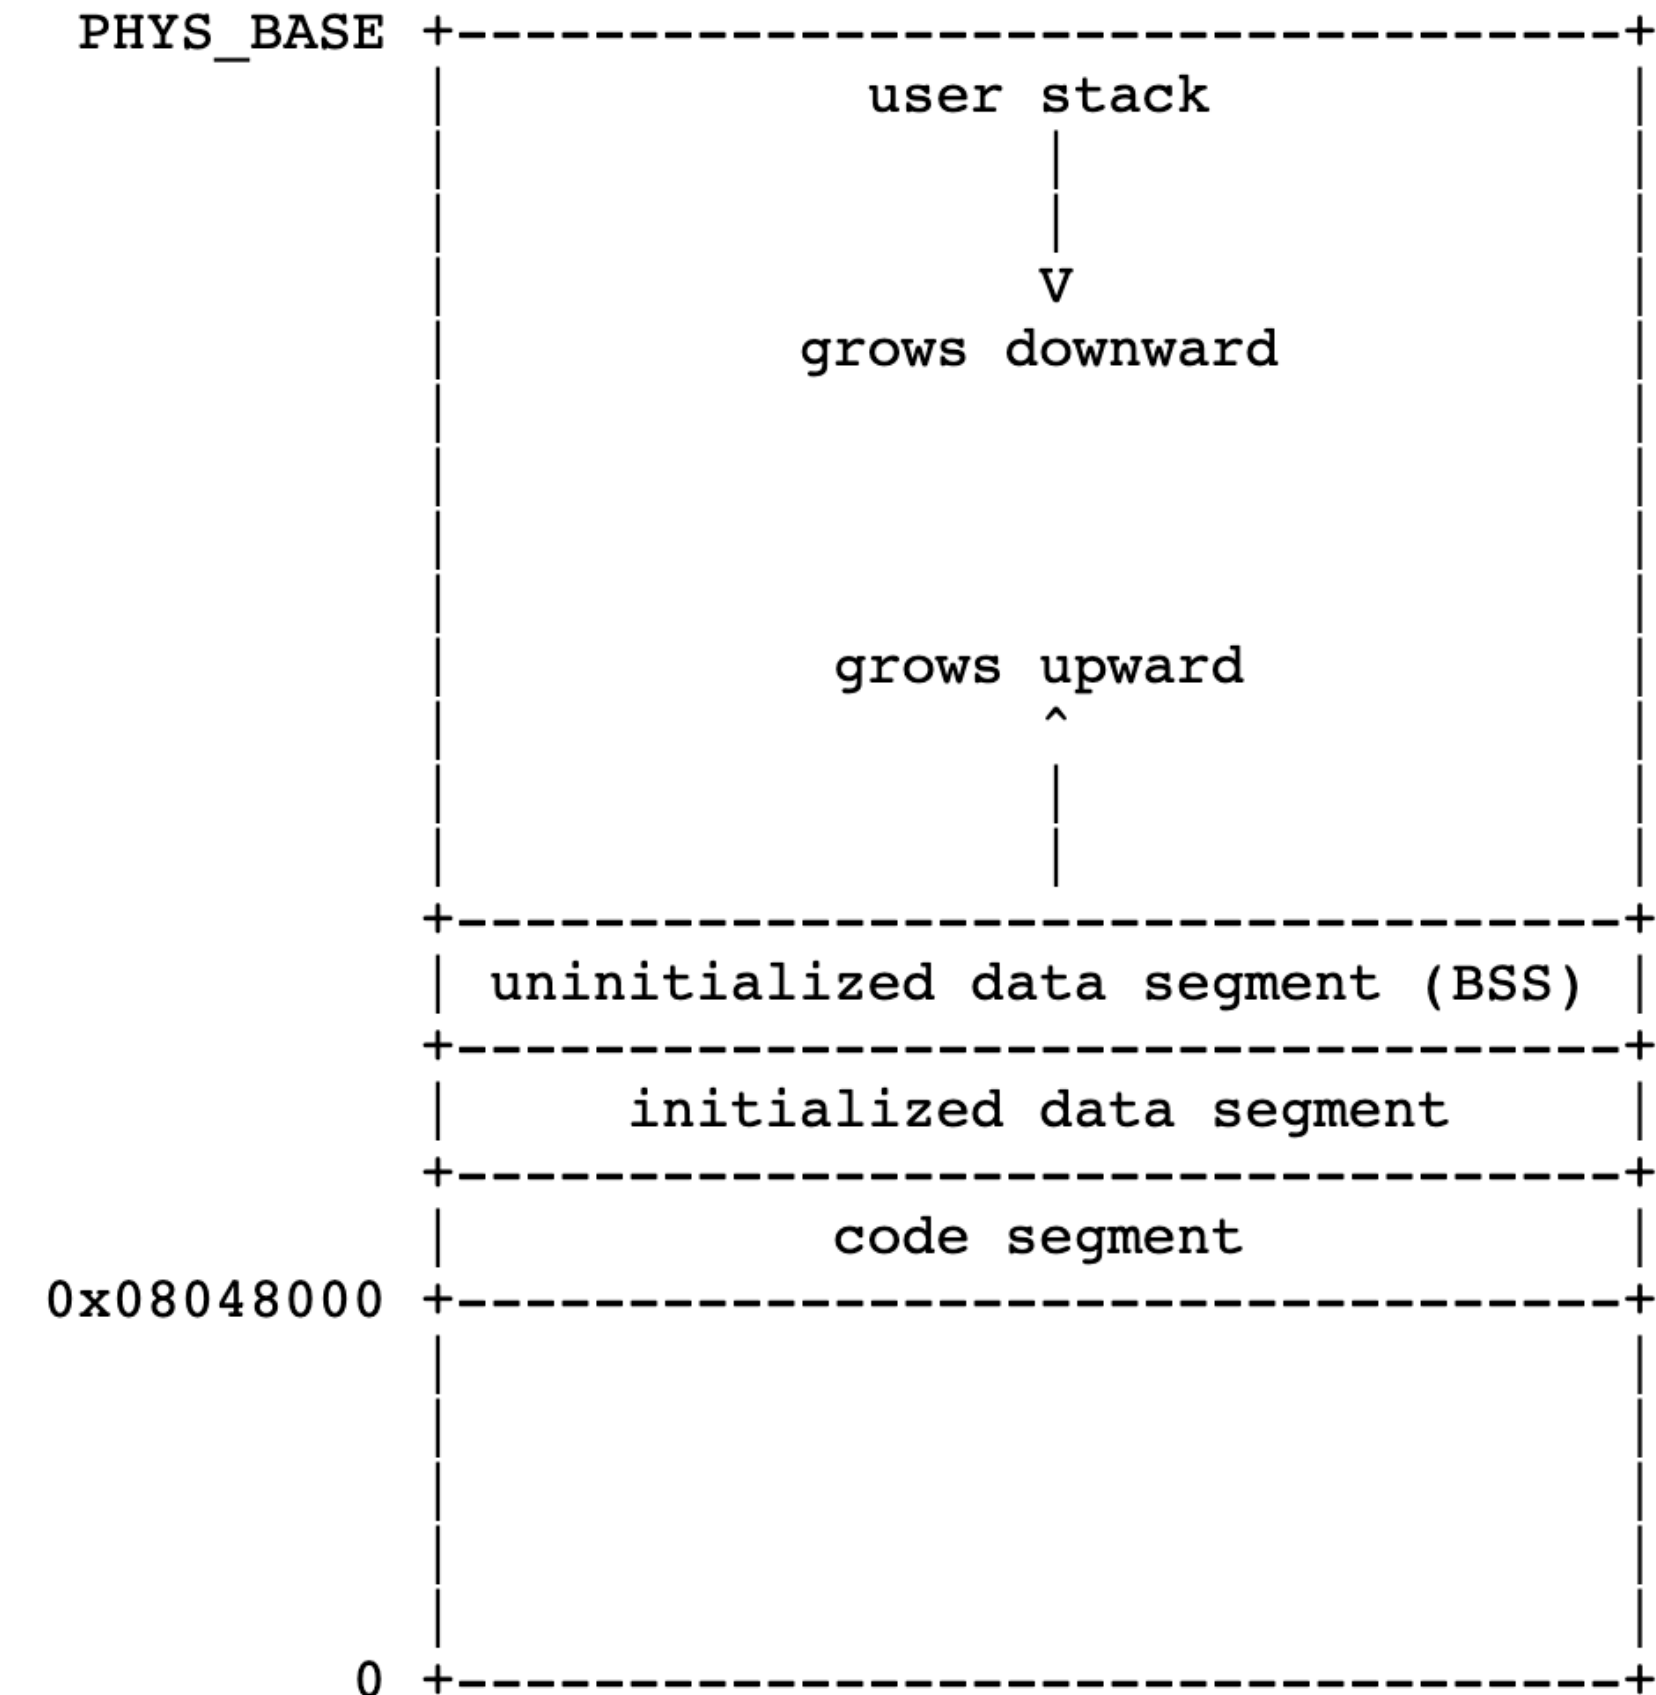 PHYS_BASE +----------------------------------+
|            user stack             |
|                 |                 |
|                 |                 |
|                 V                 |
|          grows downward           |
|                                   |
|                                   |
|                                   |
|                                   |
|           grows upward            |
|                 ^                 |
|                 |                 |
|                 |                 |
+----------------------------------+
| uninitialized data segment (BSS) |
+----------------------------------+
|     initialized data segment     |
+----------------------------------+
|           code segment           |
0x08048000 +----------------------------------+
|                                  |
|                                  |
|                                  |
|                                  |
|                                  |
0 +----------------------------------+